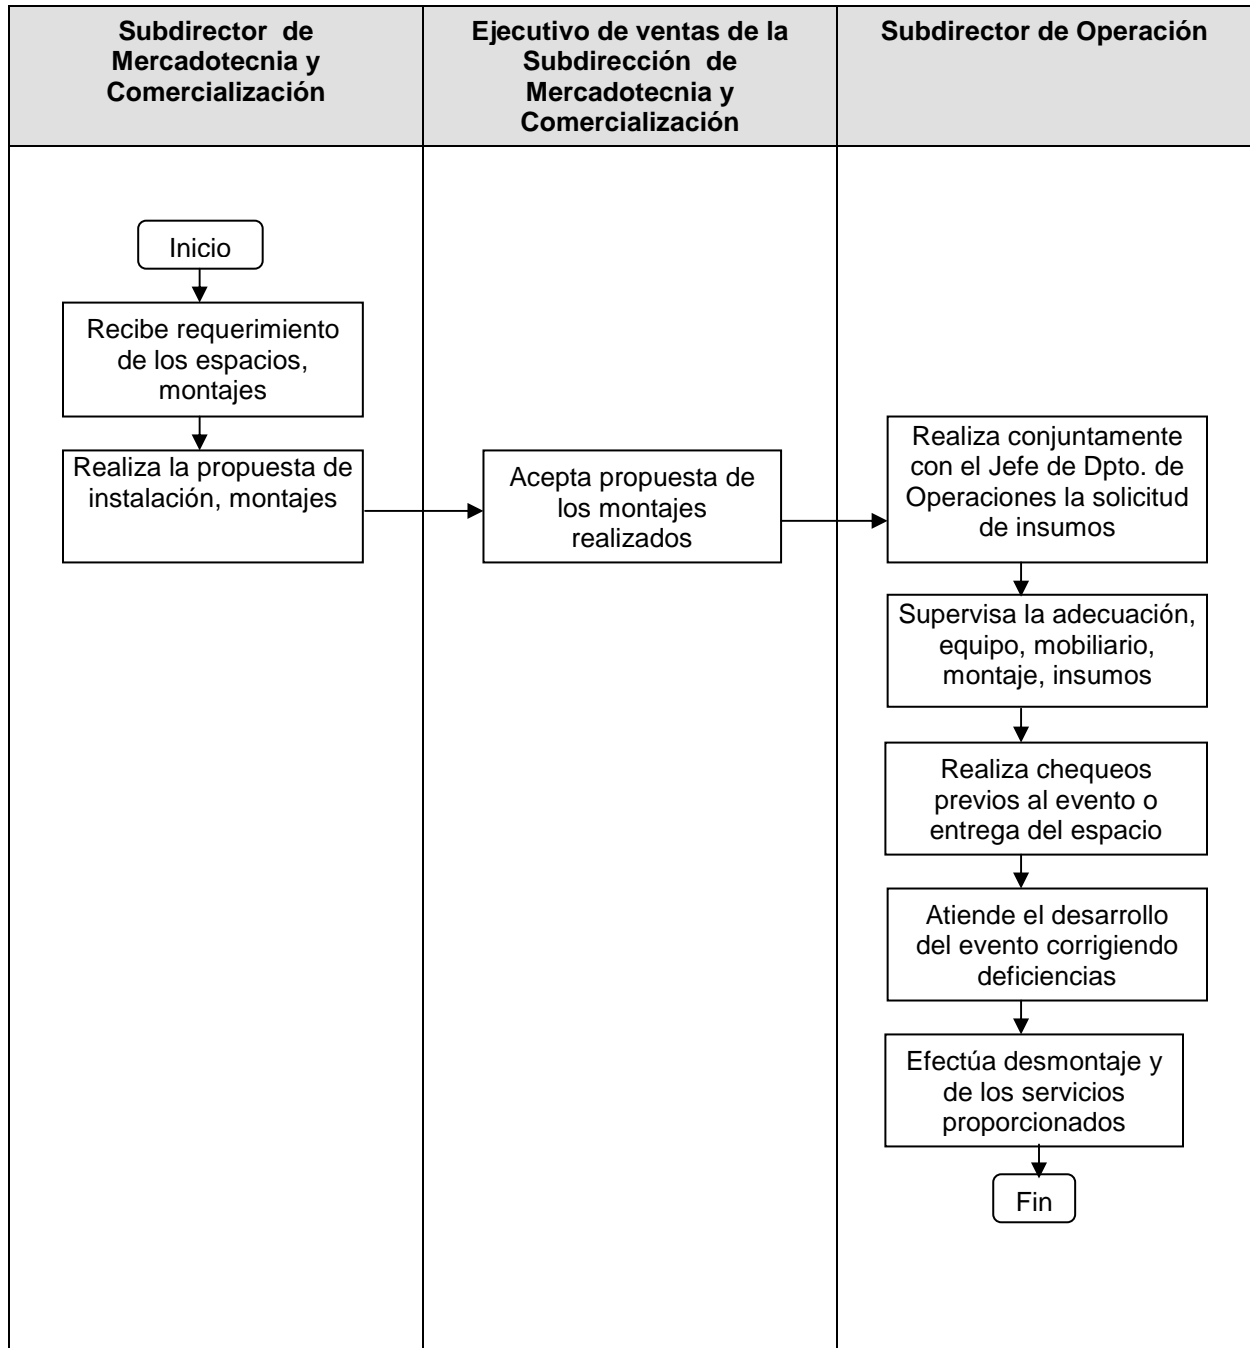 Subdirector de
Mercadotecnia y
Comercialización
Ejecutivo de ventas de la
Subdirección de
Mercadotecnia y
Comercialización
Subdirector de Operación
Inicio
Recibe requerimiento
de los espacios,
montajes
Realiza la propuesta de
instalación, montajes
Acepta propuesta de
los montajes
realizados
Realiza conjuntamente
con el Jefe de Dpto. de
Operaciones la solicitud
de insumos
Supervisa la adecuación,
equipo, mobiliario,
montaje, insumos
Realiza chequeos
previos al evento o
entrega del espacio
Atiende el desarrollo
del evento corrigiendo
deficiencias
Efectúa desmontaje y
de los servicios
proporcionados
Fin